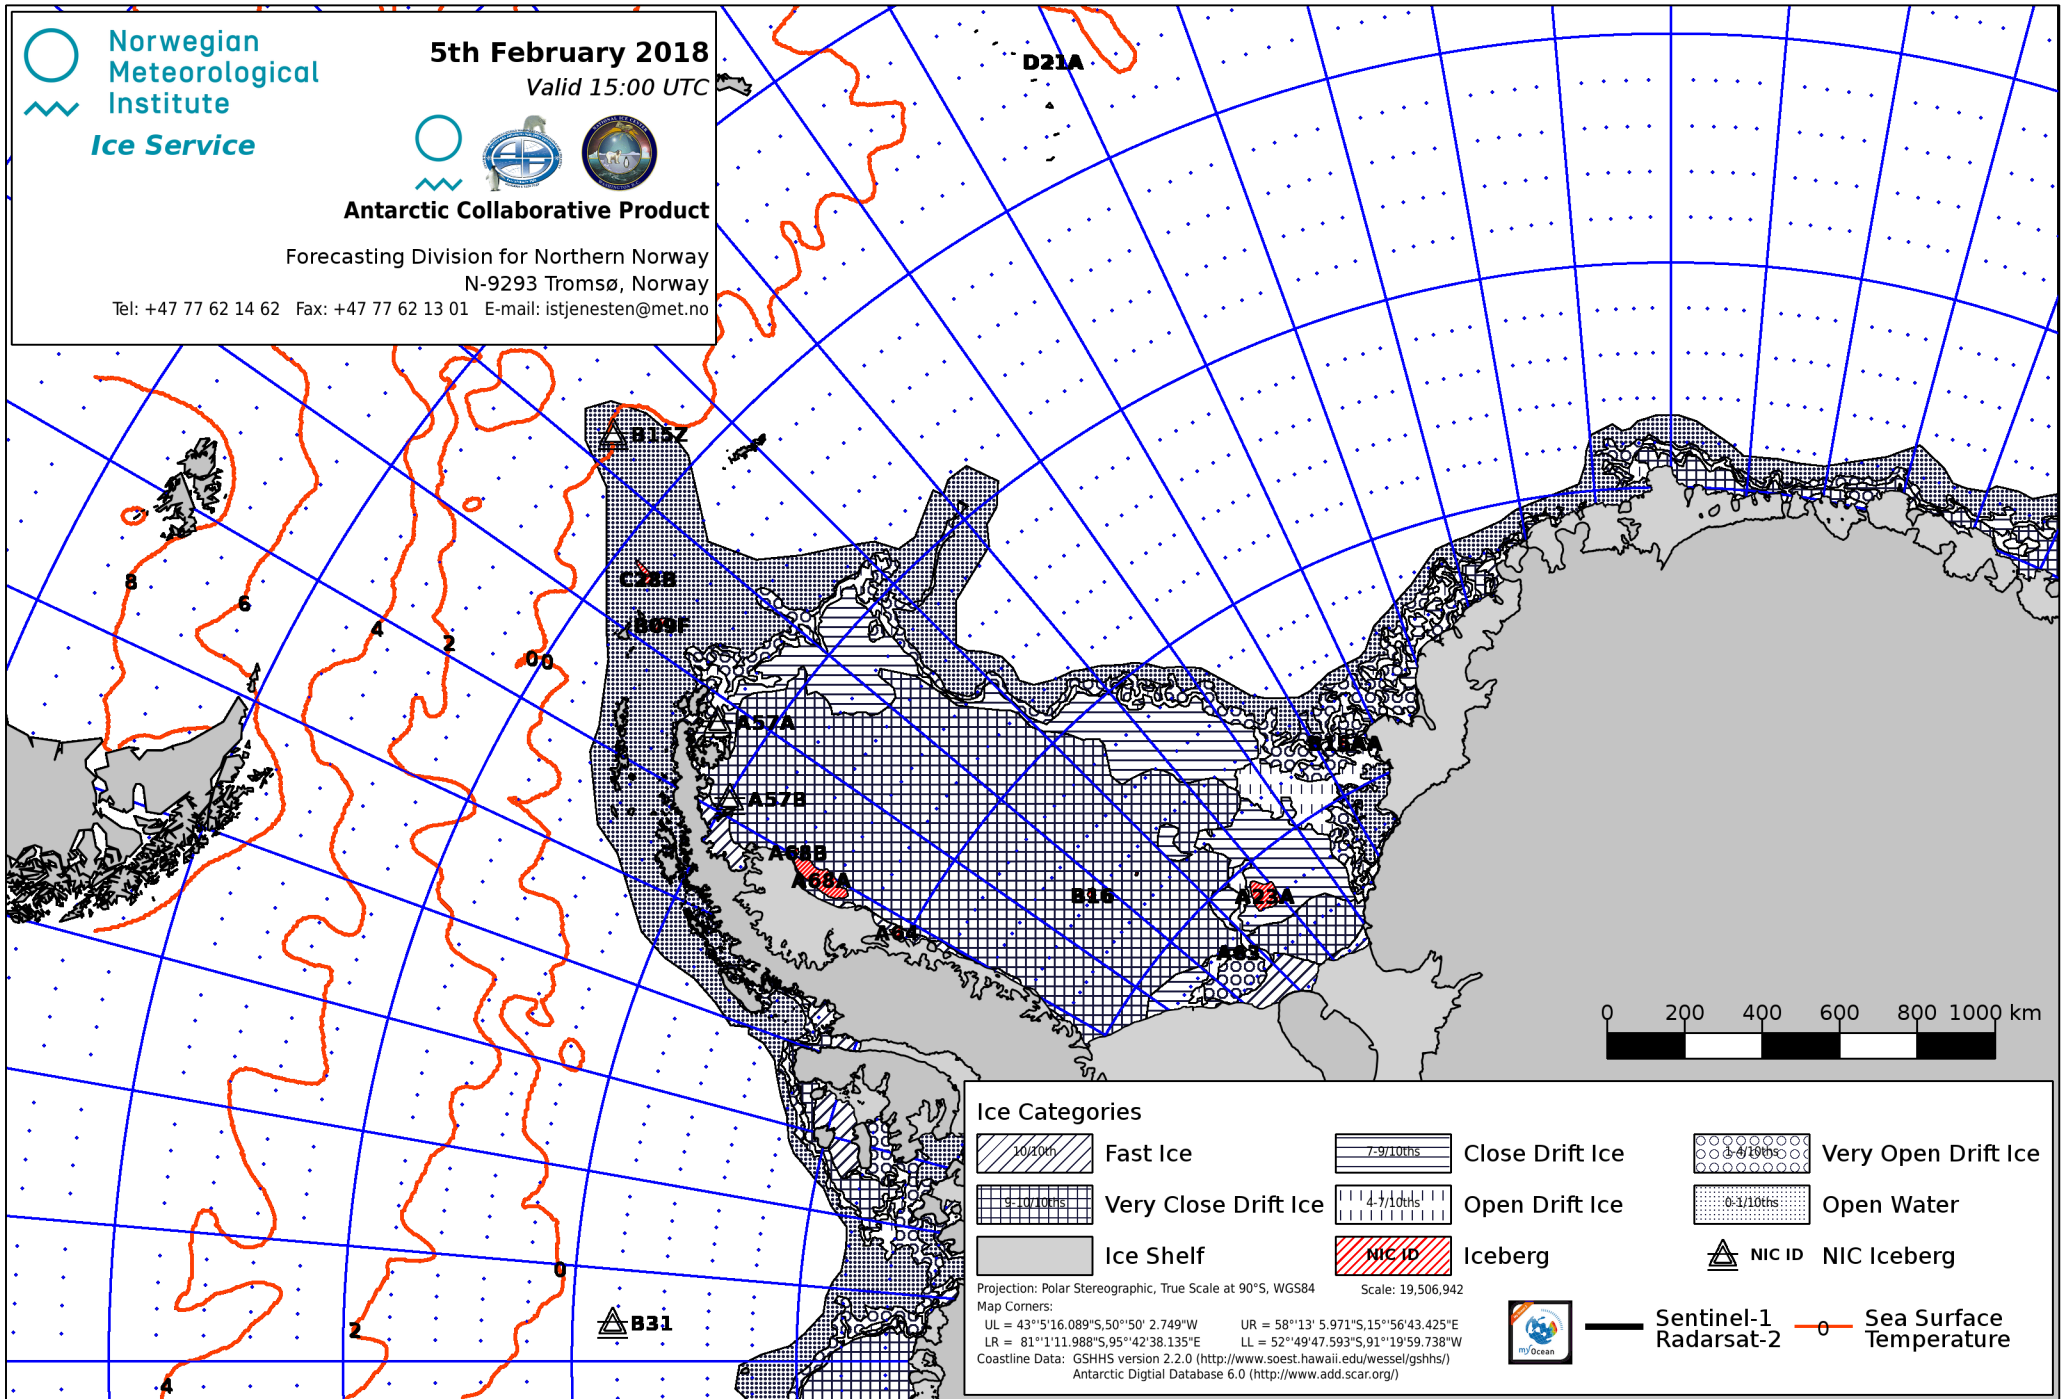 Norwegian
Meteorological
Institute
Ice Service
5th February 2018
Valid 15:00 UTC
Antarctic Collaborative Product
Forecasting Division for Northern Norway
N-9293 Tromsø, Norway
Tel: +47 77 62 14 62 Fax: +47 77 62 13 01 E-mail: istjenesten@met.no
D21A
B15Z
C28B
B09F
8
6
4
2
0 0
A57A
B15AA
A57B
A68B
A68A
B16
A23A
A64
A63
0 200 400 600 800 1000 km
0
2
4
B31
Ice Categories
10/10th Fast Ice
7-9/10ths Close Drift Ice
1-4/10ths Very Open Drift Ice
9-10/10ths Very Close Drift Ice
4-7/10ths Open Drift Ice
0-1/10ths Open Water
Ice Shelf
NIC ID Iceberg
NIC ID NIC Iceberg
Projection: Polar Stereographic, True Scale at 90°S, WGS84 Scale: 19,506,942
Map Corners:
UL = 43°'5'16.089"S,50°'50' 2.749"W UR = 58°'13' 5.971"S,15°'56'43.425"E
LR = 81°'1'11.988"S,95°'42'38.135"E LL = 52°'49'47.593"S,91°'19'59.738"W
Coastline Data: GSHHS version 2.2.0 (http://www.soest.hawaii.edu/wessel/gshhs/)
Antarctic Digtial Database 6.0 (http://www.add.scar.org/)
myOcean
Sentinel-1
Radarsat-2
0
Sea Surface
Temperature